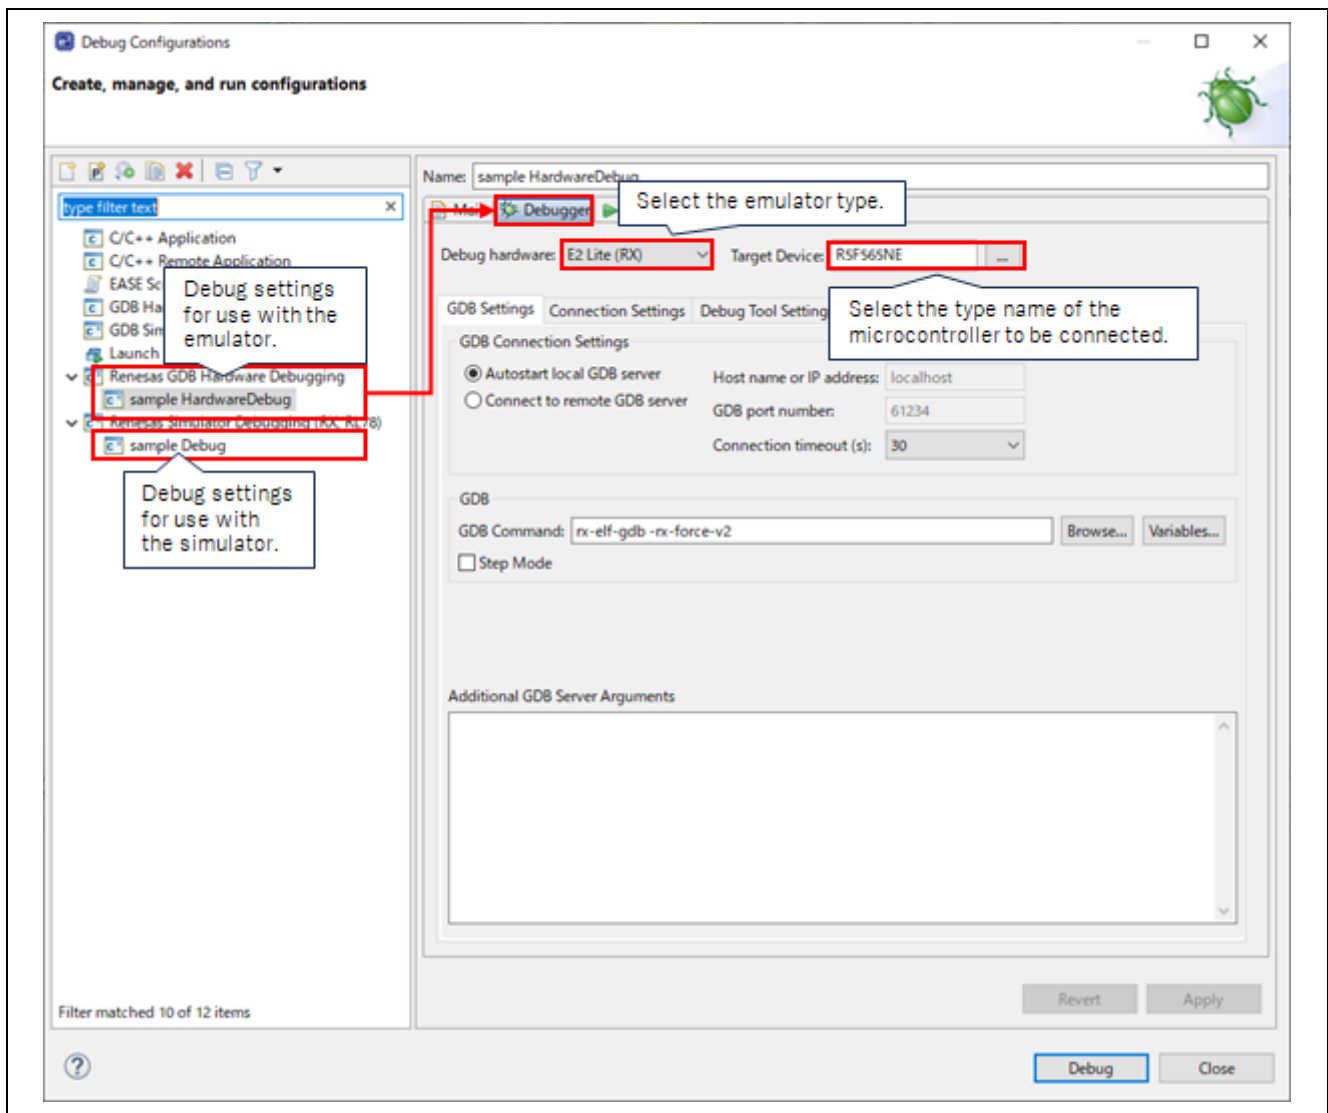 Debug Configurations
Create, manage, and run configurations
type filter text
C/C++ Application
C/C++ Remote Application
EASE Sc
GDB Ha
GDB Sim
Launch
Renesas GDB Hardware Debugging
sample HardwareDebug
Renesas Simulator Debugging (RX, RL78)
sample Debug
Debug settings
for use with the
emulator.
Debug settings
for use with
the simulator.
Filter matched 10 of 12 items
Name: sample HardwareDebug
Debugger
Select the emulator type.
Debug hardware: E2 Lite (RX) Target Device: R5F565NE ...
Select the type name of the
microcontroller to be connected.
GDB Settings Connection Settings Debug Tool Setting
GDB Connection Settings
Autostart local GDB server Host name or IP address: localhost
Connect to remote GDB server GDB port number: 61234
Connection timeout (s): 30
GDB
GDB Command: rx-elf-gdb -rx-force-v2 Browse... Variables...
Step Mode
Additional GDB Server Arguments
Revert Apply
Debug Close